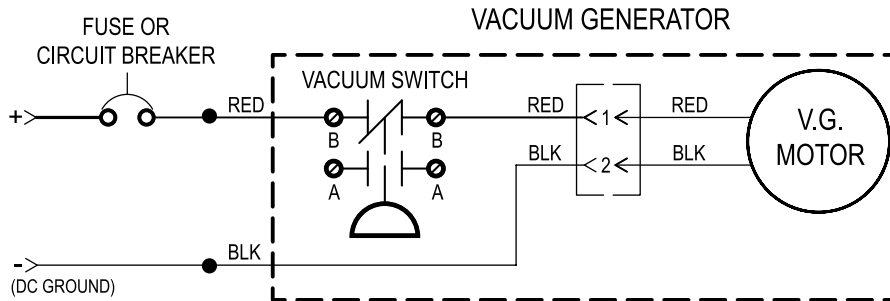 VACUUM GENERATOR
FUSE OR
CIRCUIT BREAKER
VACUUM SWITCH
+
RED
B
B
RED
1
RED
V.G.
MOTOR
A
A
BLK
2
BLK
-
(DC GROUND)
BLK